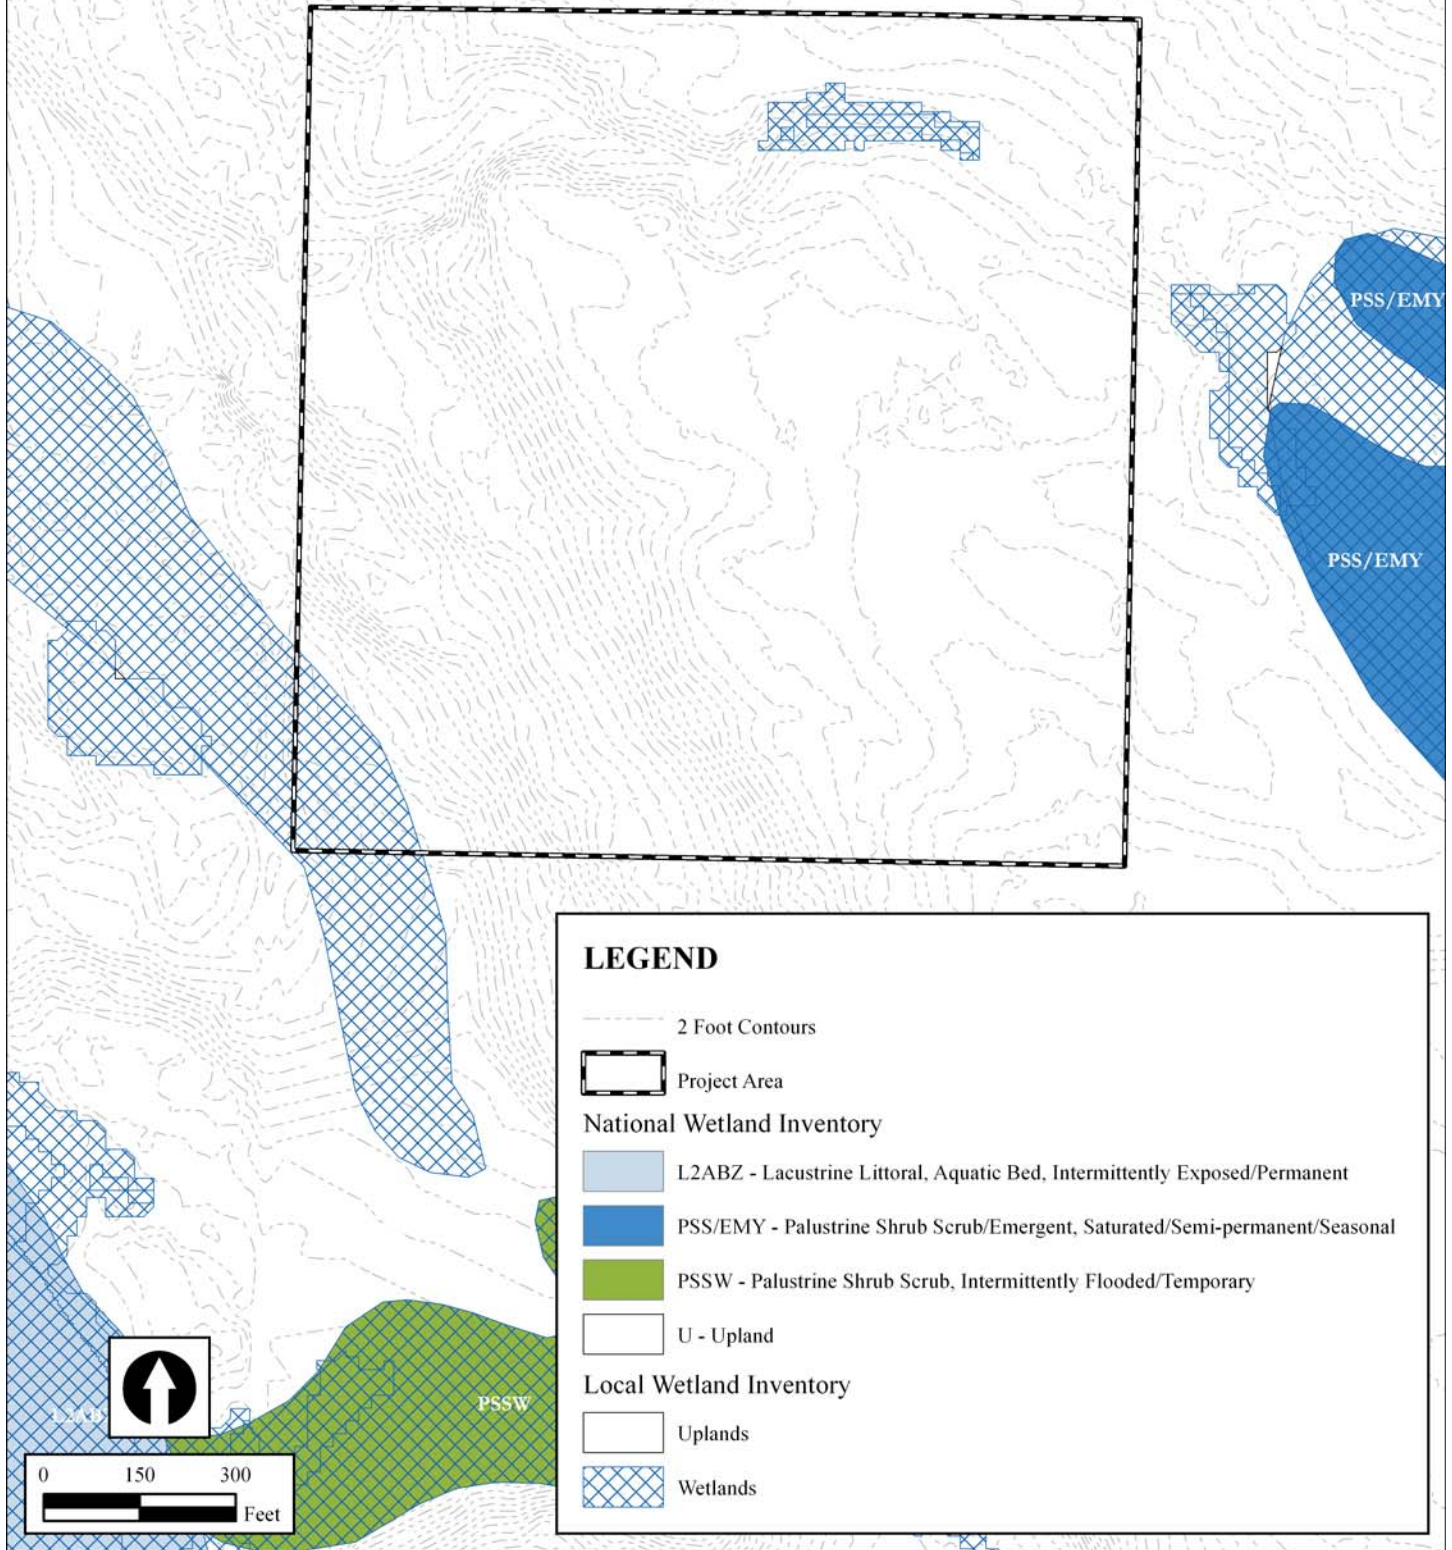 PSS/EMY
PSS/EMY
LEGEND
2 Foot Contours
Project Area
National Wetland Inventory
L2ABZ - Lacustrine Littoral, Aquatic Bed, Intermittently Exposed/Permanent
PSS/EMY - Palustrine Shrub Scrub/Emergent, Saturated/Semi-permanent/Seasonal
PSSW - Palustrine Shrub Scrub, Intermittently Flooded/Temporary
U - Upland
Local Wetland Inventory
Uplands
Wetlands
PSSW
0 150 300
Feet